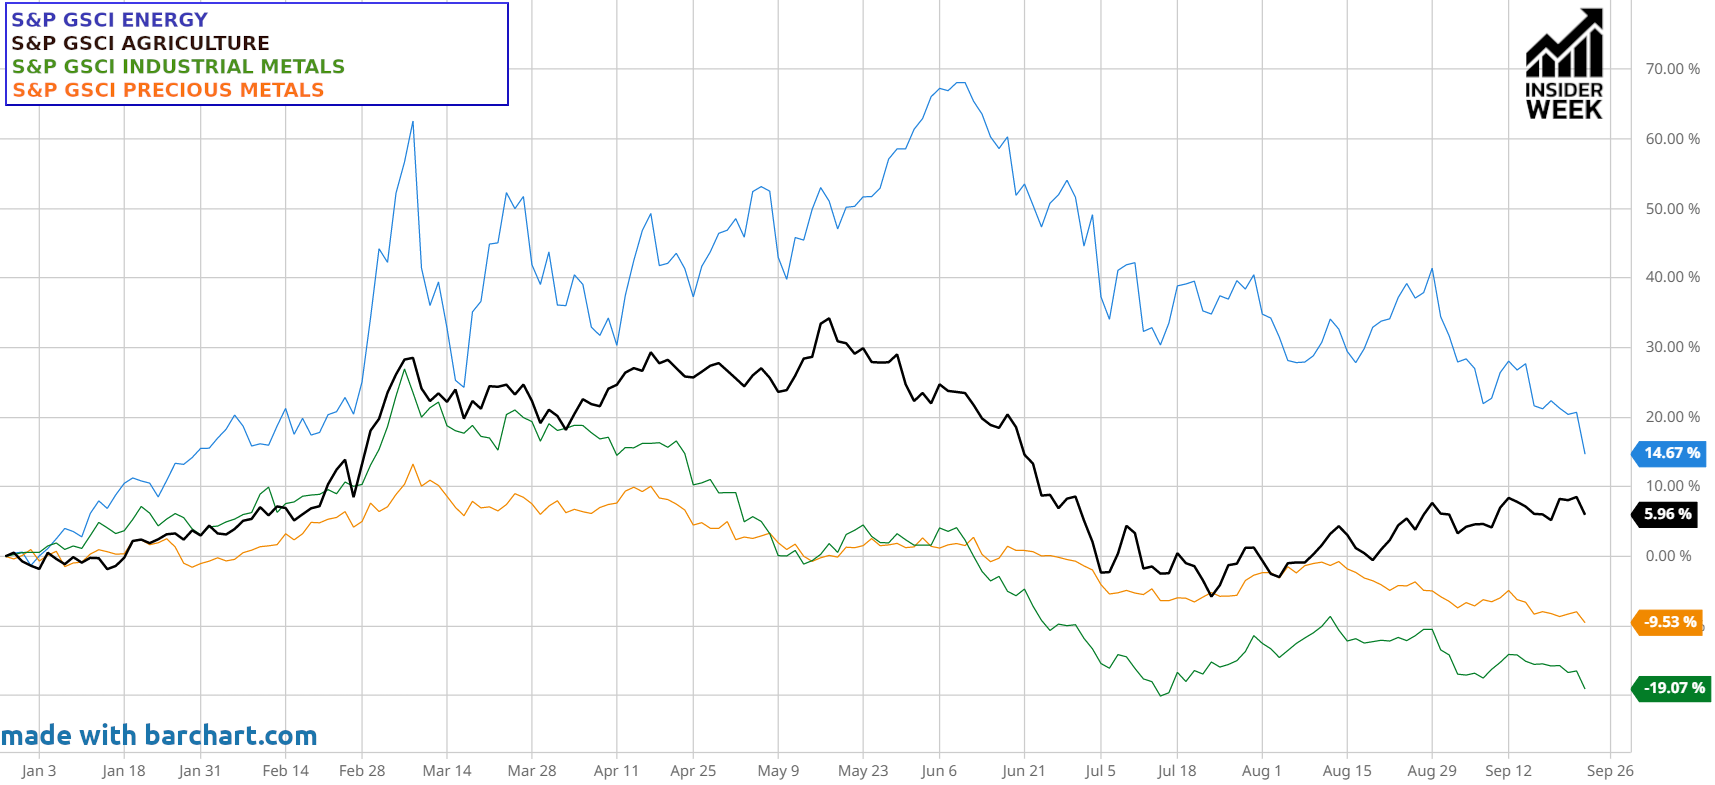 S&P GSCI ENERGY
S&P GSCI AGRICULTURE
S&P GSCI INDUSTRIAL METALS
S&P GSCI PRECIOUS METALS
INSIDER
WEEK
70.00 %
60.00 %
50.00 %
40.00 %
30.00 %
20.00 %
14.67 %
10.00 %
5.96 %
0.00 %
-9.53 %
-19.07 %
made with barchart.com
Jan 3 Jan 18 Jan 31 Feb 14 Feb 28 Mar 14 Mar 28 Apr 11 Apr 25 May 9 May 23 Jun 6 Jun 21 Jul 5 Jul 18 Aug 1 Aug 15 Aug 29 Sep 12 Sep 26